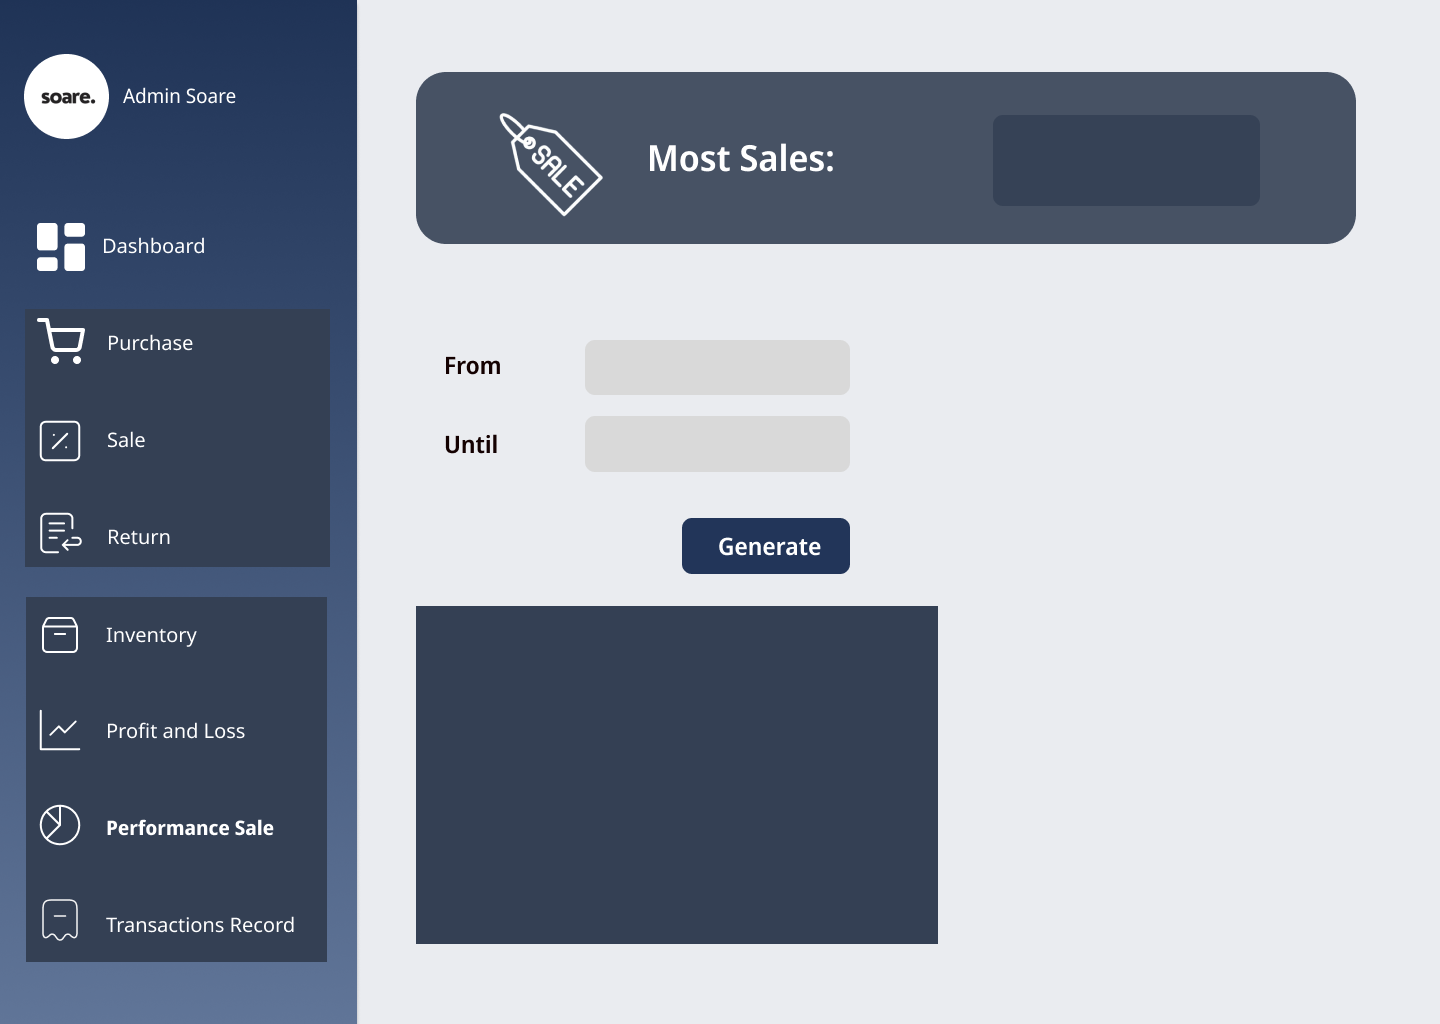 soare.
Admin Soare
Dashboard
Purchase
Sale
Return
Inventory
Profit and Loss
Performance Sale
Transactions Record
SALE
Most Sales:
From
Until
Generate